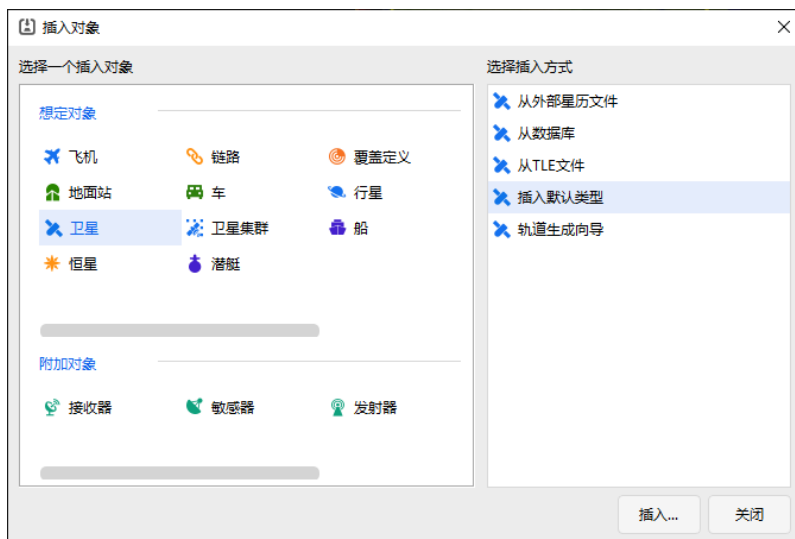 插入对象
选择一个插入对象
选择插入方式
想定对象
飞机 链路 覆盖定义
地面站 车 行星
卫星 卫星集群 船
恒星 潜艇
附加对象
接收器 敏感器 发射器
从外部星历文件
从数据库
从TLE文件
插入默认类型
轨道生成向导
插入... 关闭